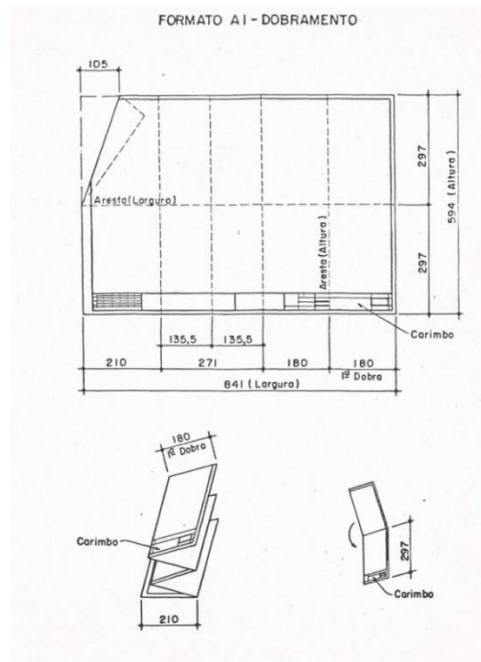 FORMATO A1 - DOBRAMENTO
105
Aresta (Largura)
Aresta (Altura)
297
297
594 (Altura)
Carimbo
135,5
135,5
210
271
180
180
1ª Dobra
841 (Largura)
180
1ª Dobra
Carimbo
210
297
Carimbo